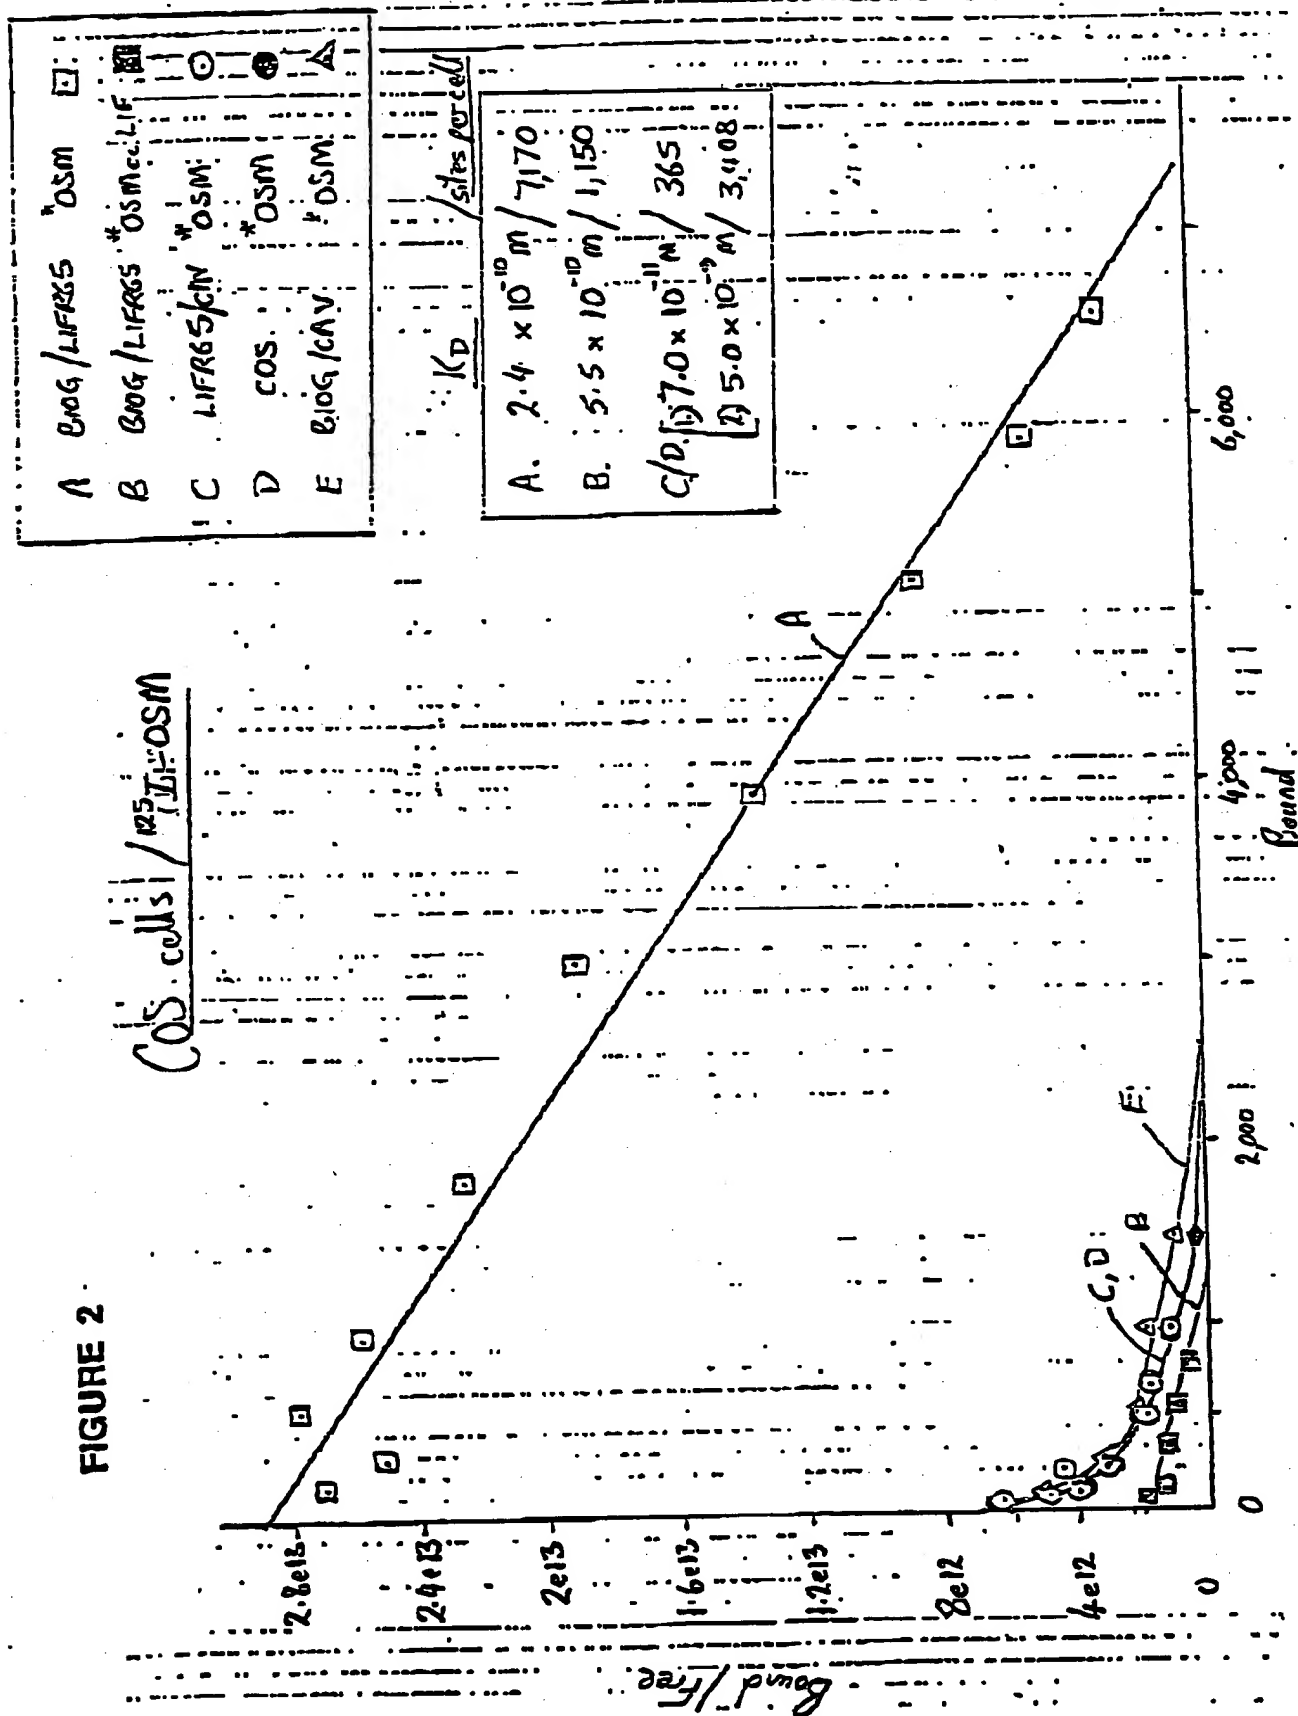 FIGURE 2
COS cells / 125I-OSM
A B10G/LIFR65 *OSM
B B10G/LIFR65 *OSM LIF
C LIFR65/CAV *OSM
D COS *OSM
E B10G/CAV *OSM
KD / sites per cell
A. 2.4 x 10^-10 M / 7,170
B. 5.5 x 10^-10 M / 1,150
C/D. 1) 7.0 x 10^-11 M / 365
2) 5.0 x 10^-9 M / 3,408
Bound / Free
2.8e13
2.4e13
2e13
1.6e13
1.2e13
8e12
4e12
0
A
E
C,D
B
0
2,000
4,000
6,000
Bound